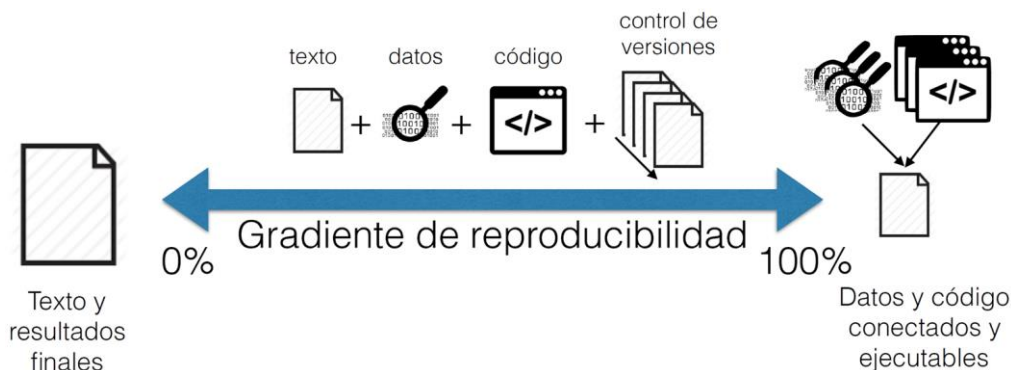 control de
versiones
texto
datos
código
</>
</>
+
+
+
Gradiente de reproducibilidad
0%
100%
Texto y
resultados
finales
Datos y código
conectados y
ejecutables